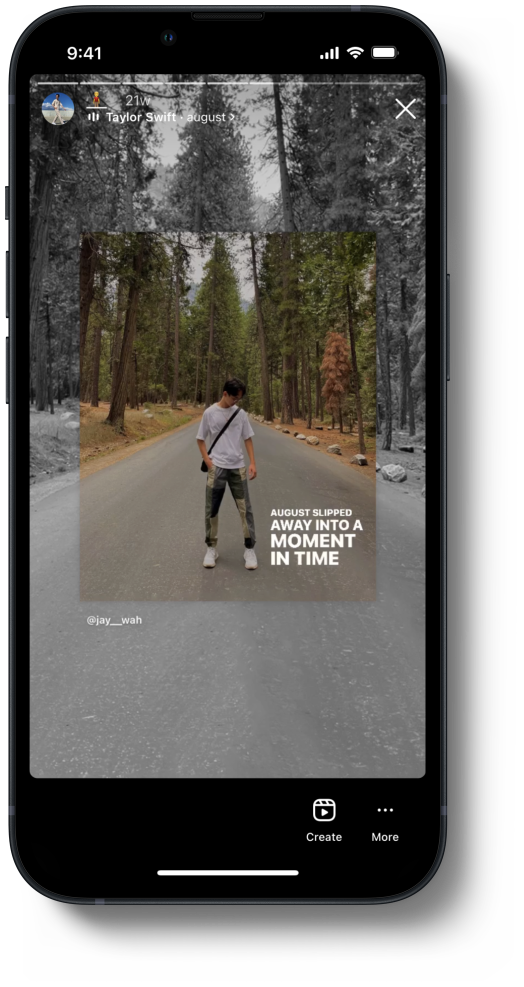 9:41
21w
Taylor Swift · august >
AUGUST SLIPPED
AWAY INTO A
MOMENT
IN TIME
@jay__wah
Create
More